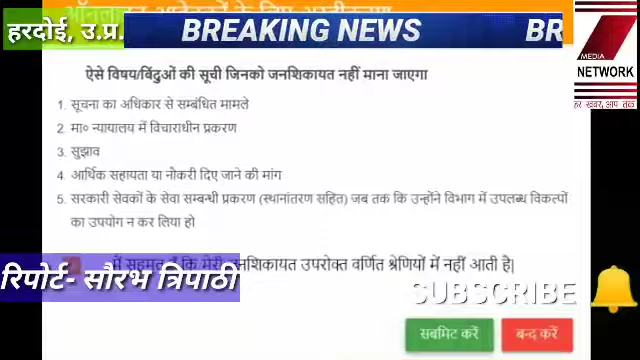 हरदोई, उ.प्र.
BREAKING NEWS
BR
MEDIA
NETWORK
हर खबर, आप तक
ऐसे विषय/बिंदुओं की सूची जिनको जनशिकायत नहीं माना जाएगा
1. सूचना का अधिकार से सम्बंधित मामले
2. मा० न्यायालय में विचाराधीन प्रकरण
3. सुझाव
4. आर्थिक सहायता या नौकरी दिए जाने की मांग
5. सरकारी सेवकों के सेवा सम्बन्धी प्रकरण (स्थानांतरण सहित) जब तक कि उन्होंने विभाग में उपलब्ध विकल्पों
का उपयोग न कर लिया हो
में सहमत हूँ कि मेरी जनशिकायत उपरोक्त वर्णित श्रेणियों में नहीं आती है|
रिपोर्ट- सौरभ त्रिपाठी
SUBSCRIBE
सबमिट करें
बन्द करें